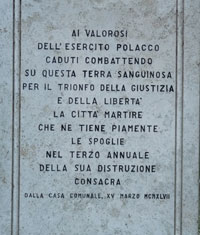 AI VALOROSI
DELL'ESERCITO POLACCO
CADUTI COMBATTENDO
SU QUESTA TERRA SANGUINOSA
PER IL TRIONFO DELLA GIUSTIZIA
E DELLA LIBERTA'
LA CITTA' MARTIRE
CHE NE TIENE PIAMENTE
LE SPOGLIE
NEL TERZO ANNUALE
DELLA SUA DISTRUZIONE
CONSACRA
DALLA CASA COMUNALE, XV MARZO MCMXLVII